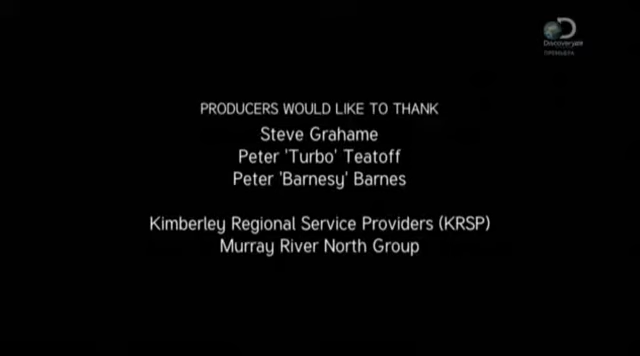 Discovery
PRODUCERS WOULD LIKE TO THANK
Steve Grahame
Peter 'Turbo' Teatoff
Peter 'Barnesy' Barnes
Kimberley Regional Service Providers (KRSP)
Murray River North Group